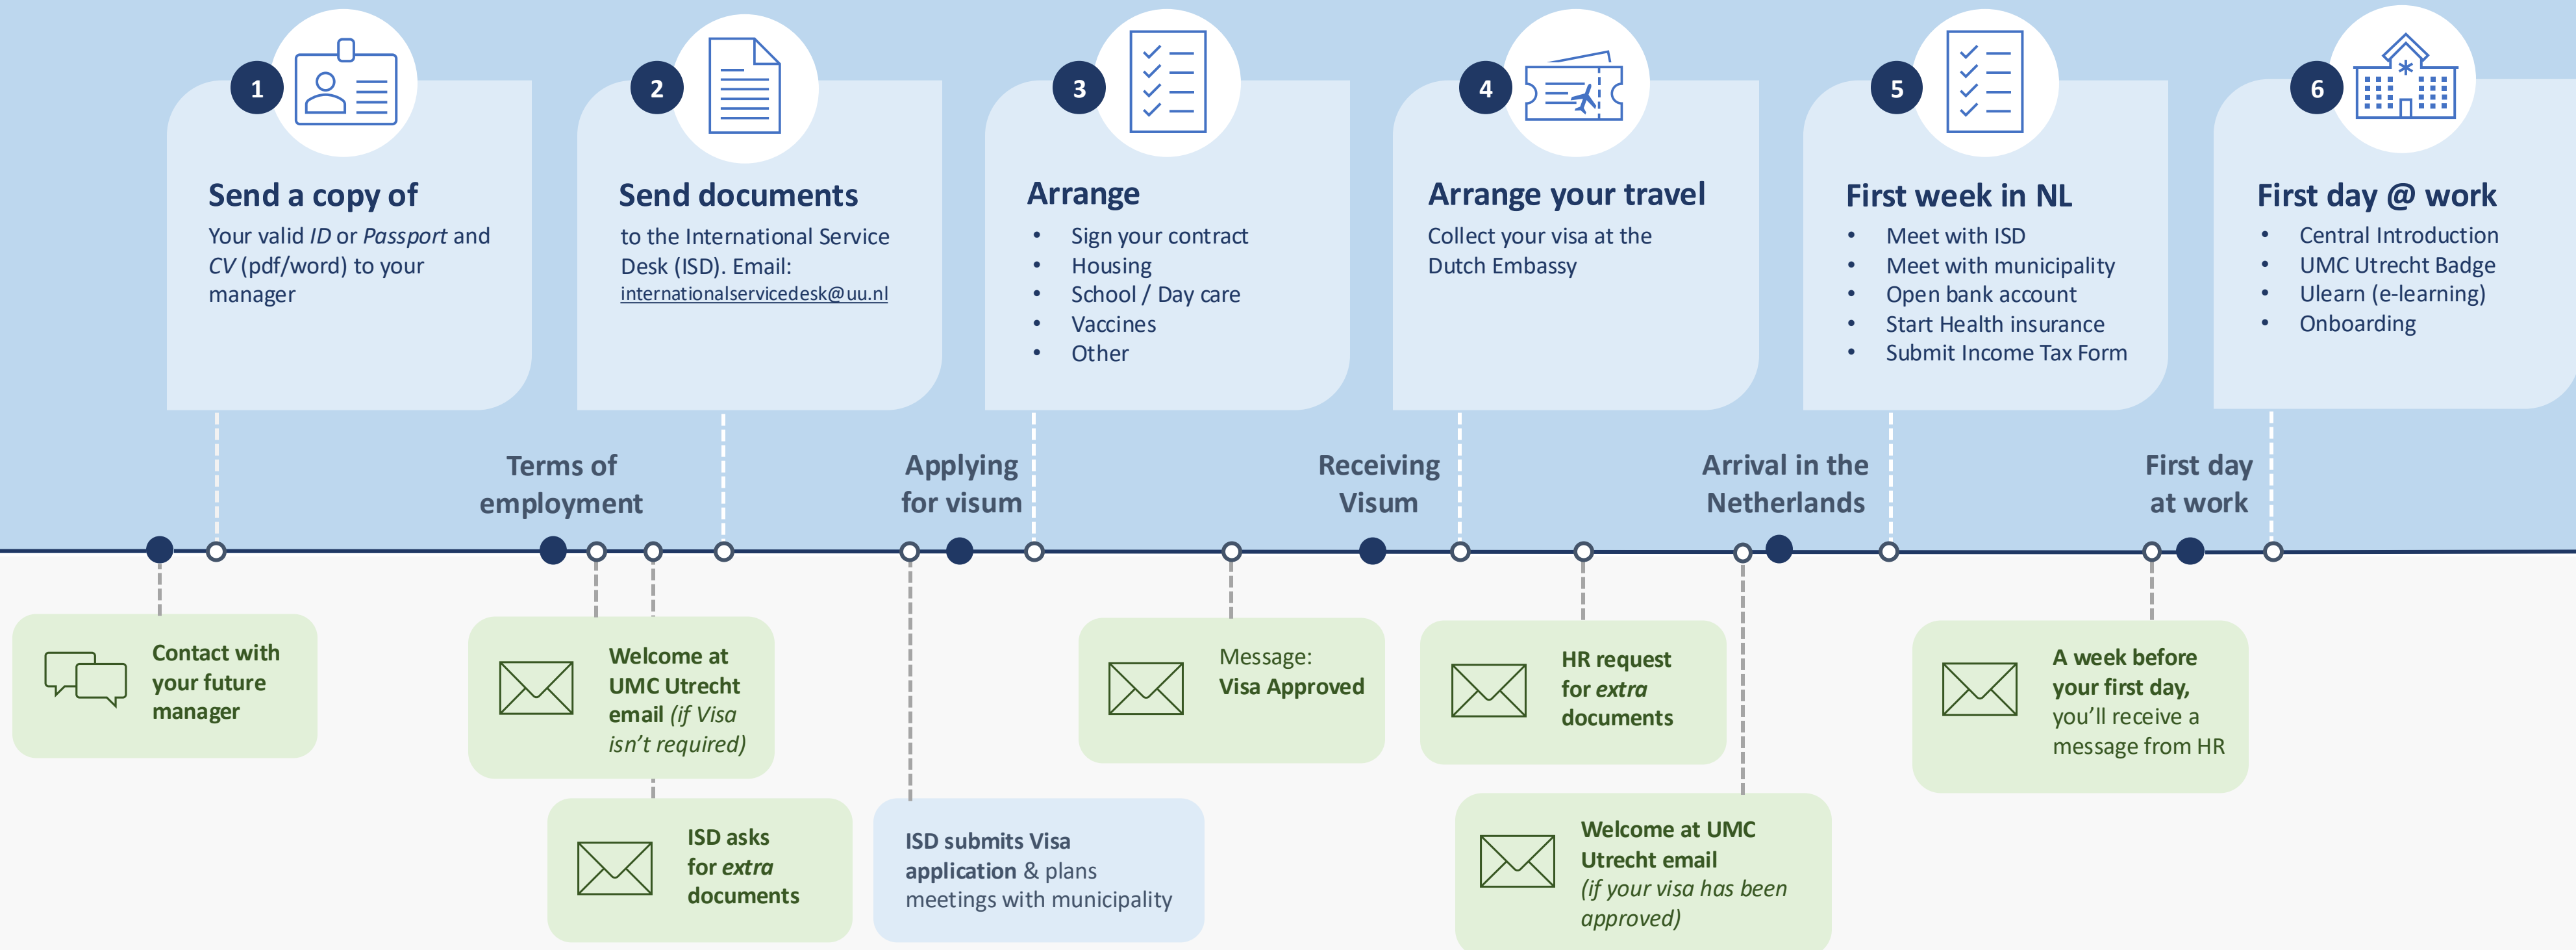 1
Send a copy of
Your valid ID or Passport and
CV (pdf/word) to your
manager
2
Send documents
to the International Service
Desk (ISD). Email:
internationalservicedesk@uu.nl
3
Arrange
• Sign your contract
• Housing
• School / Day care
• Vaccines
• Other
4
Arrange your travel
Collect your visa at the
Dutch Embassy
5
First week in NL
• Meet with ISD
• Meet with municipality
• Open bank account
• Start Health insurance
• Submit Income Tax Form
6
First day @ work
• Central Introduction
• UMC Utrecht Badge
• Ulearn (e-learning)
• Onboarding
Terms of
employment
Applying
for visum
Receiving
Visum
Arrival in the
Netherlands
First day
at work
Contact with
your future
manager
Welcome at
UMC Utrecht
email (if Visa
isn't required)
ISD asks
for extra
documents
ISD submits Visa
application & plans
meetings with municipality
Message:
Visa Approved
HR request
for extra
documents
Welcome at UMC
Utrecht email
(if your visa has been
approved)
A week before
your first day,
you'll receive a
message from HR